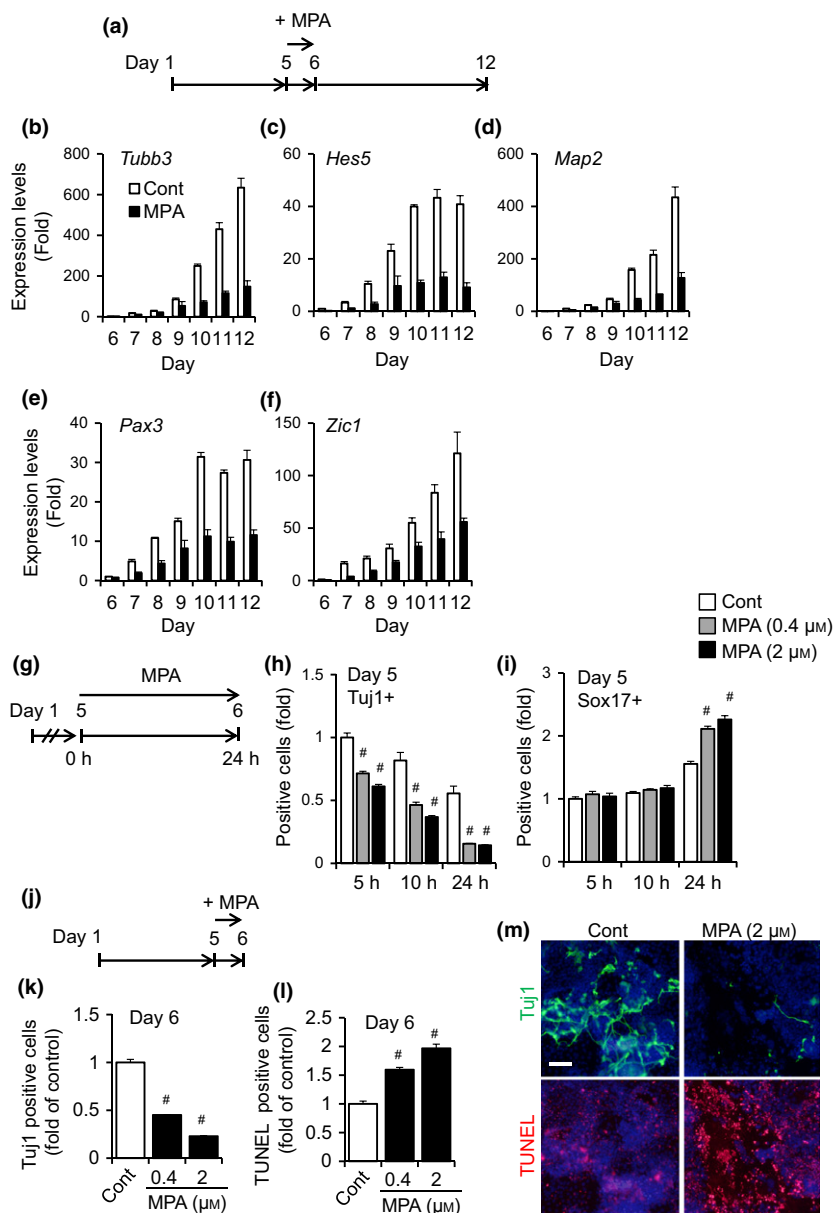 (a)
+ MPA
Day 1 5 6 12
(b)
Tubb3
Cont
MPA
Expression levels
(Fold)
800
600
400
200
0
6 7 8 9 10 11 12
Day
(c)
Hes5
60
40
20
0
6 7 8 9 10 11 12
Day
(d)
Map2
600
400
200
0
6 7 8 9 10 11 12
Day
(e)
Pax3
Expression levels
(Fold)
40
30
20
10
0
6 7 8 9 10 11 12
Day
(f)
Zic1
150
100
50
0
6 7 8 9 10 11 12
Day
Cont
MPA (0.4 µM)
MPA (2 µM)
(g)
MPA
Day 1 5 6
0 h 24 h
(h)
Day 5
Tuj1+
Positive cells (fold)
1.5
1
0.5
0
# # # # # #
5 h 10 h 24 h
(i)
Day 5
Sox17+
Positive cells (fold)
3
2
1
0
# #
5 h 10 h 24 h
(j)
+ MPA
Day 1 5 6
(k)
Day 6
Tuj1 positive cells
(fold of control)
1.5
1
0.5
0
# #
Cont 0.4 2
MPA (µM)
(l)
Day 6
TUNEL positive cells
(fold of control)
2.5
2
1.5
1
0.5
0
# #
Cont 0.4 2
MPA (µM)
(m)
Cont MPA (2 µM)
Tuj1
TUNEL